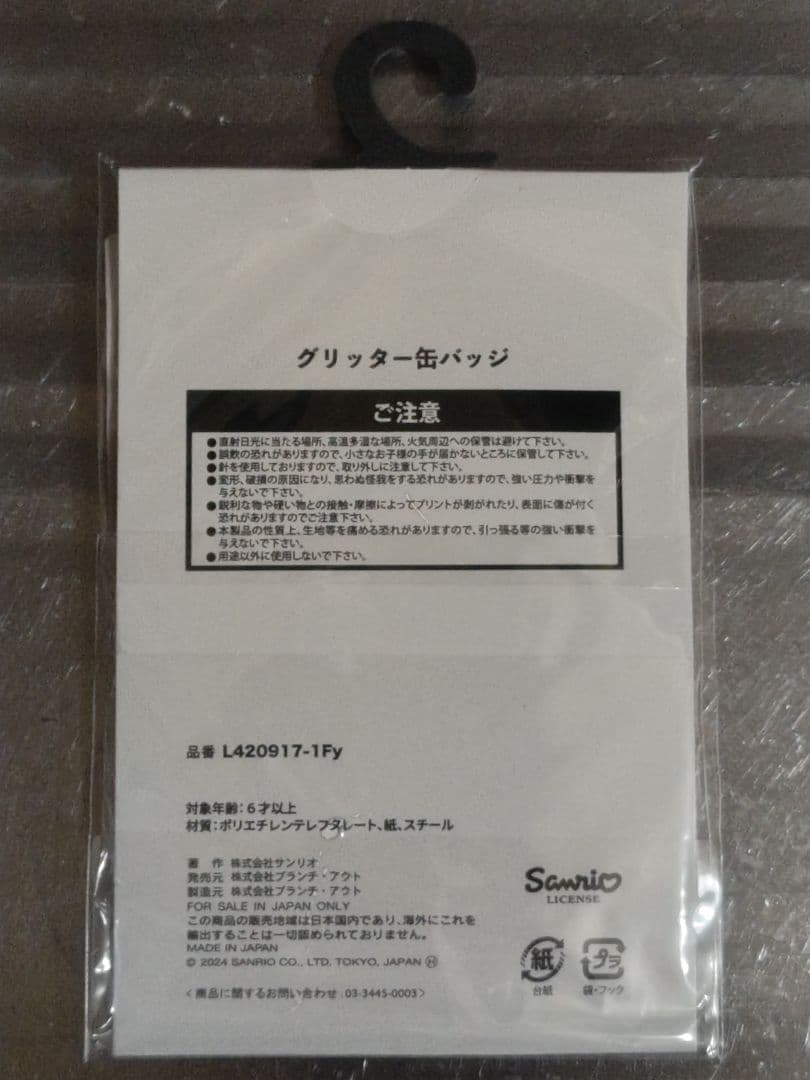 グリッター缶バッジ
ご注意
●直射日光に当たる場所、高温多湿な場所、火気周辺への保管は避けて下さい。
●誤飲の恐れがありますので、小さなお子様の手が届かないところに保管して下さい。
●針を使用しておりますので、取り外しに注意して下さい。
●変形、破損の原因になり、思わぬ怪我をする恐れがありますので、強い圧力や衝撃を
与えないで下さい。
●鋭利な物や硬い物との接触・摩擦によってプリントが剥がれたり、表面に傷が付く
恐れがありますのでご注意下さい。
●本製品の性質上、生地等を痛める恐れがありますので、引っ張る等の強い衝撃を
与えないで下さい。
●用途以外に使用しないで下さい。
品番 L420917-1Fy
対象年齢：6才以上
材質：ポリエチレンテレフタレート、紙、スチール
著 作 株式会社サンリオ
発売元 株式会社ブランチ・アウト
製造元 株式会社ブランチ・アウト
FOR SALE IN JAPAN ONLY
この商品の販売地域は日本国内であり、海外にこれを
輸出することは一切認められておりません。
MADE IN JAPAN
© 2024 SANRIO CO., LTD. TOKYO, JAPAN Ⓗ
＜商品に関するお問い合わせ 03-3445-0003＞
Sanrio
LICENSE
紙
台紙
プラ
袋・フック